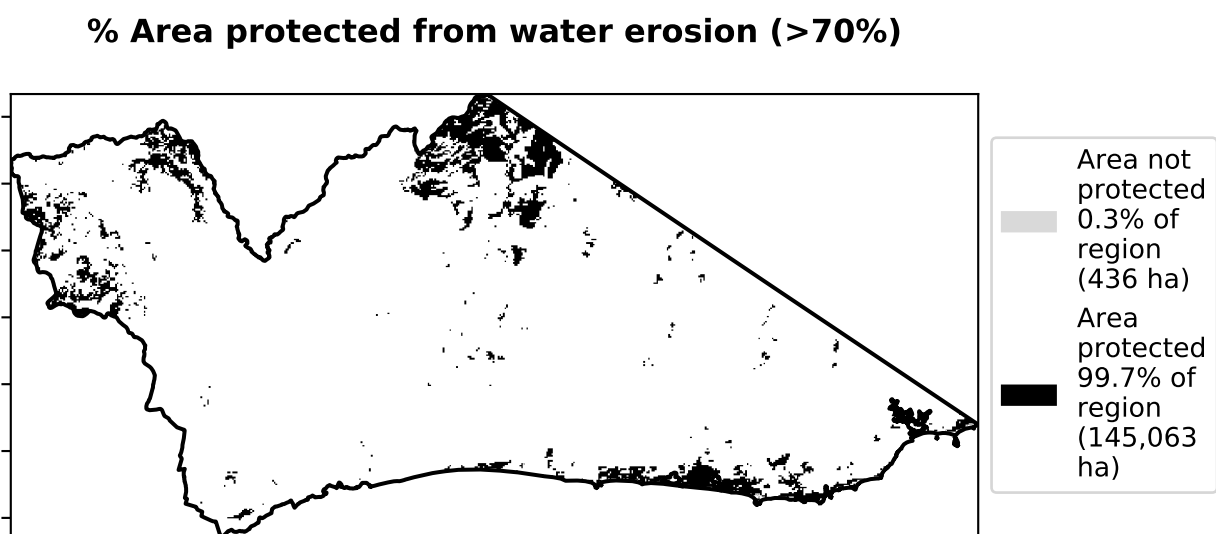 % Area protected from water erosion (>70%)
Area not
protected
0.3% of
region
(436 ha)
Area
protected
99.7% of
region
(145,063
ha)